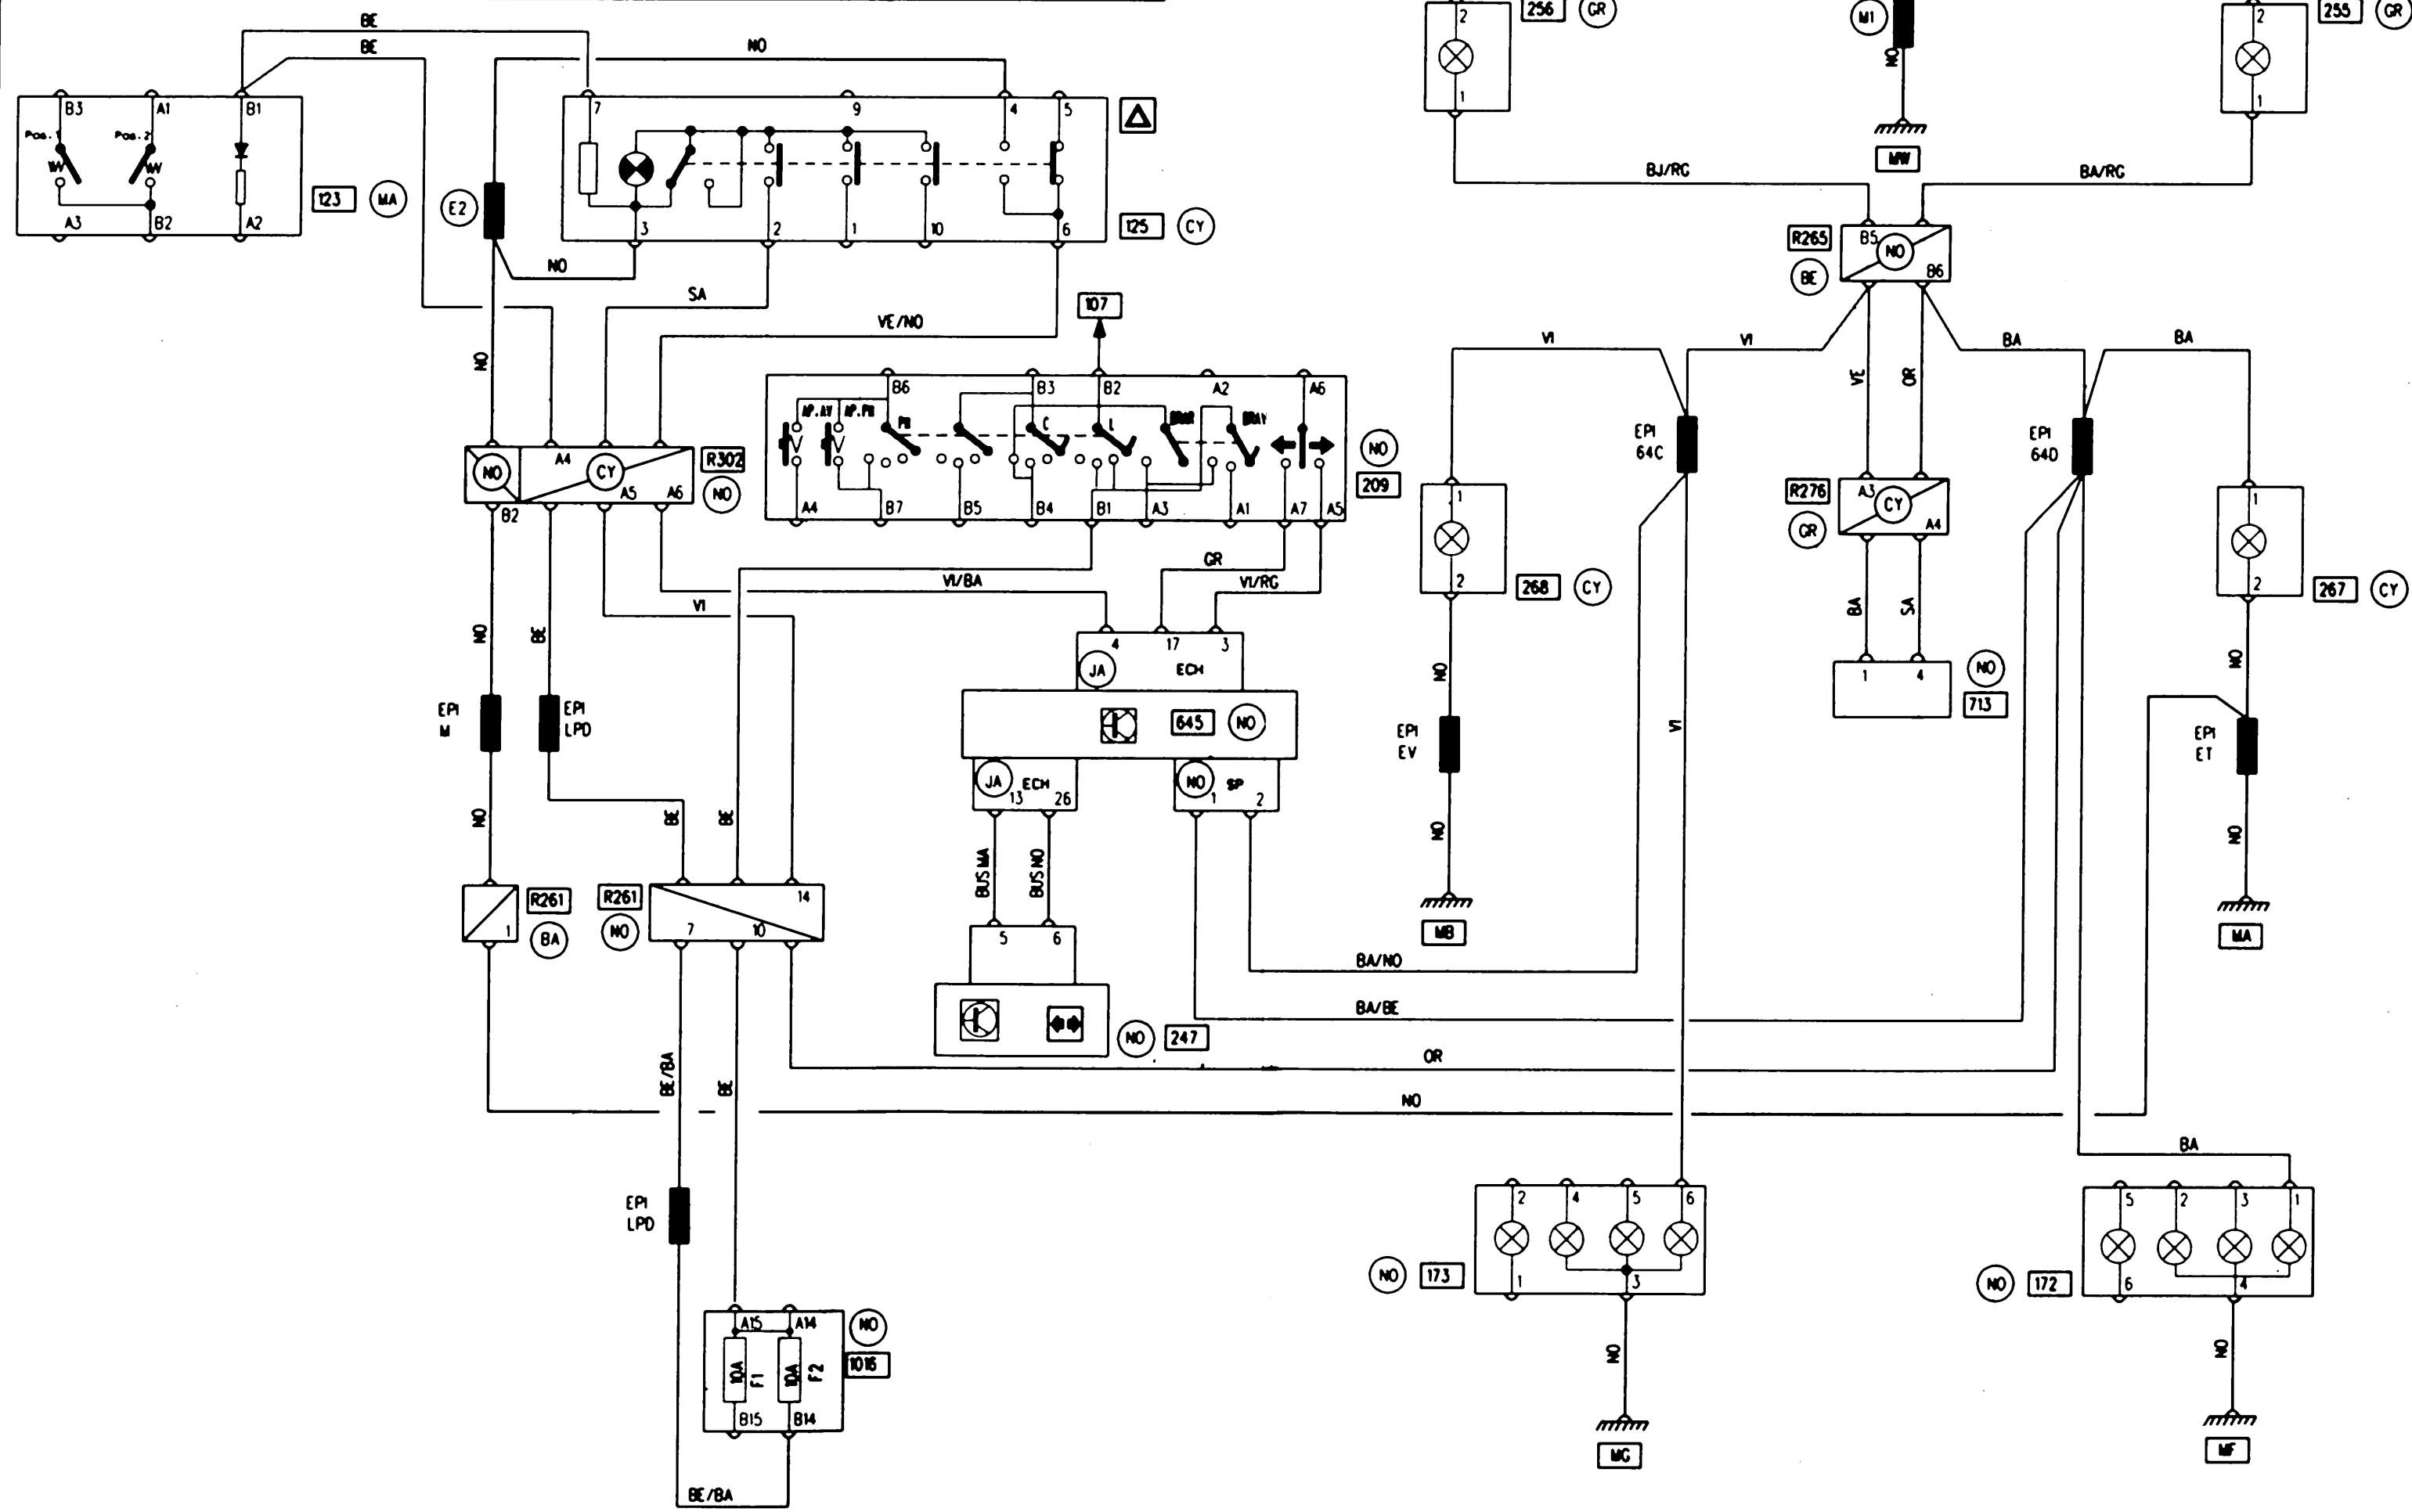 BE
BE
NO
2
256
GR
M1
NO
2
255
GR
B3
A1
B1
Pos. 1
Pos. 2
A3
B2
A2
123
MA
E2
7
9
4
5
3
2
1
10
6
125
CY
1
MW
1
BJ/RG
BA/RG
NO
SA
VE/NO
107
R265
B5
NO
B6
BE
NO
VI
VI
VE
OR
BA
BA
B6
B3
B2
A2
A6
AP.AV
AP.PH
PH
C
L
BRAR
BRAV
A4
B7
B5
B4
B1
A3
A1
A7
A5
NO
209
NO
A4
CY
A5
A6
B2
R302
NO
EPI
64C
EPI
64D
R276
A3
CY
A4
GR
1
2
268
CY
1
2
267
CY
GR
VI/BA
VI/RG
VI
NO
BE
BA
SA
4
17
3
JA
ECH
645
NO
1
4
NO
713
EPI
M
EPI
LPD
NO
EPI
EV
NO
VI
NO
EPI
ET
NO
JA
ECH
13
26
NO
SP
1
2
NO
BE
BE
BUS MA
BUS NO
MB
MA
R261
1
BA
R261
NO
7
10
14
5
6
NO
247
BA/NO
BA/BE
OR
NO
BE/BA
BE
BA
EPI
LPD
2
4
5
6
1
3
NO
173
5
2
3
1
6
4
NO
172
NO
NO
A15
A14
10A
F1
10A
F2
B15
B14
NO
1016
MG
MF
BE/BA